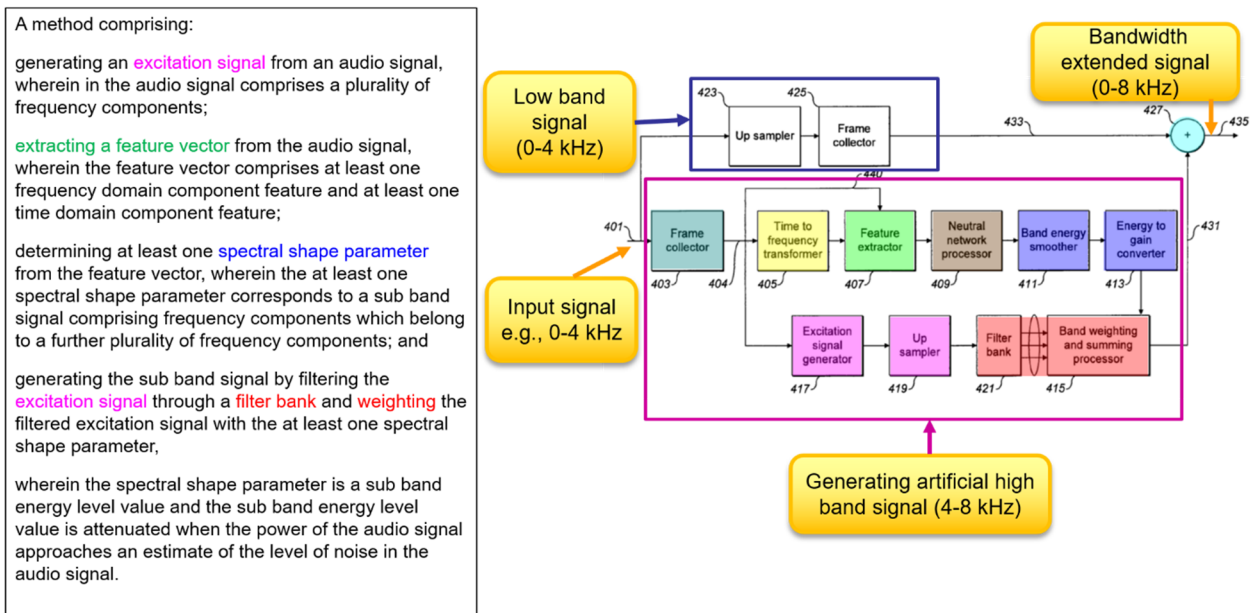 A method comprising:
generating an excitation signal from an audio signal,
wherein in the audio signal comprises a plurality of
frequency components;
extracting a feature vector from the audio signal,
wherein the feature vector comprises at least one
frequency domain component feature and at least one
time domain component feature;
determining at least one spectral shape parameter
from the feature vector, wherein the at least one
spectral shape parameter corresponds to a sub band
signal comprising frequency components which belong
to a further plurality of frequency components; and
generating the sub band signal by filtering the
excitation signal through a filter bank and weighting the
filtered excitation signal with the at least one spectral
shape parameter,
wherein the spectral shape parameter is a sub band
energy level value and the sub band energy level
value is attenuated when the power of the audio signal
approaches an estimate of the level of noise in the
audio signal.
Low band
signal
(0-4 kHz)
Bandwidth
extended signal
(0-8 kHz)
423
425
Up sampler
Frame
collector
433
427
+
435
440
401
Input signal
e.g., 0-4 kHz
Frame
collector
403
404
Time to
frequency
transformer
405
Feature
extractor
407
Neutral
network
processor
409
Band energy
smoother
411
Energy to
gain
converter
413
431
Excitation
signal
generator
417
Up
sampler
419
Filter
bank
421
Band weighting
and summing
processor
415
Generating artificial high
band signal (4-8 kHz)